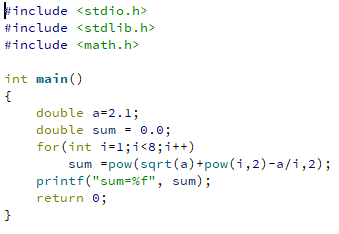 #include <stdio.h>
#include <stdlib.h>
#include <math.h>

int main()
{
    double a=2.1;
    double sum = 0.0;
    for(int i=1;i<8;i++)
        sum =pow(sqrt(a)+pow(i,2)-a/i,2);
    printf("sum=%f", sum);
    return 0;
}